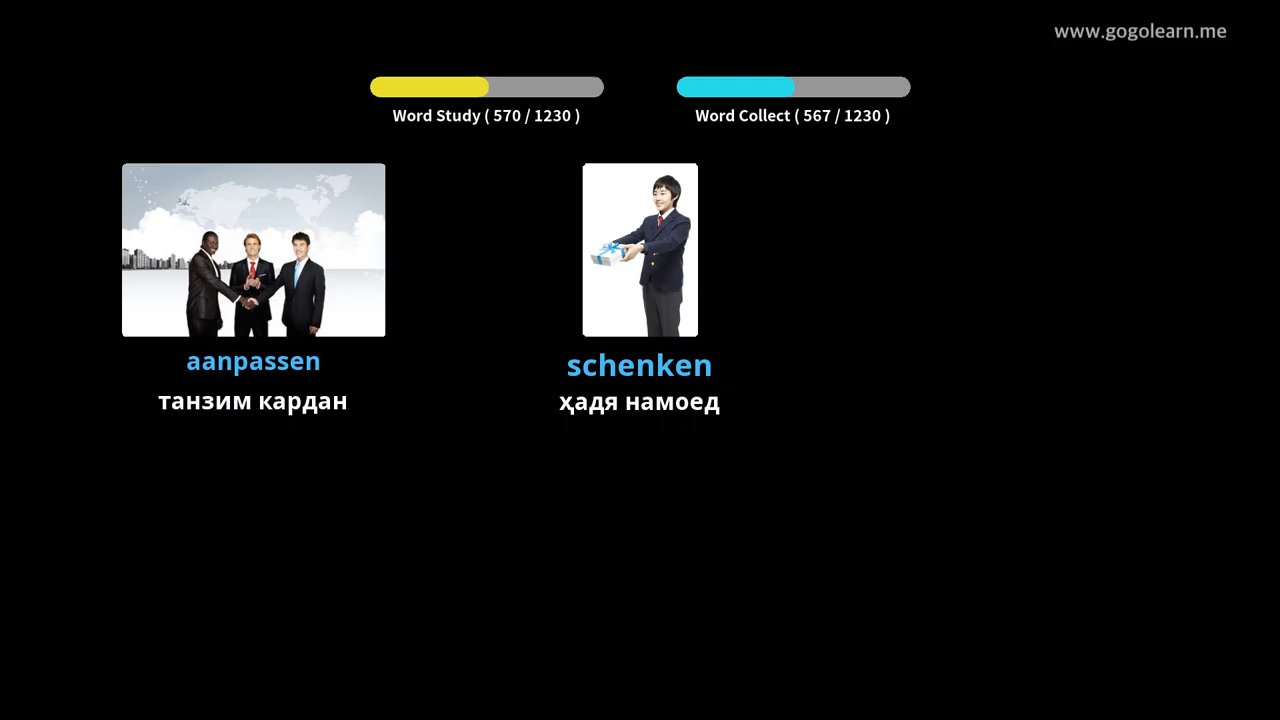 www.gogolearn.me
Word Study ( 570 / 1230 )
Word Collect ( 567 / 1230 )
aanpassen
танзим кардан
schenken
ҳадя намоед